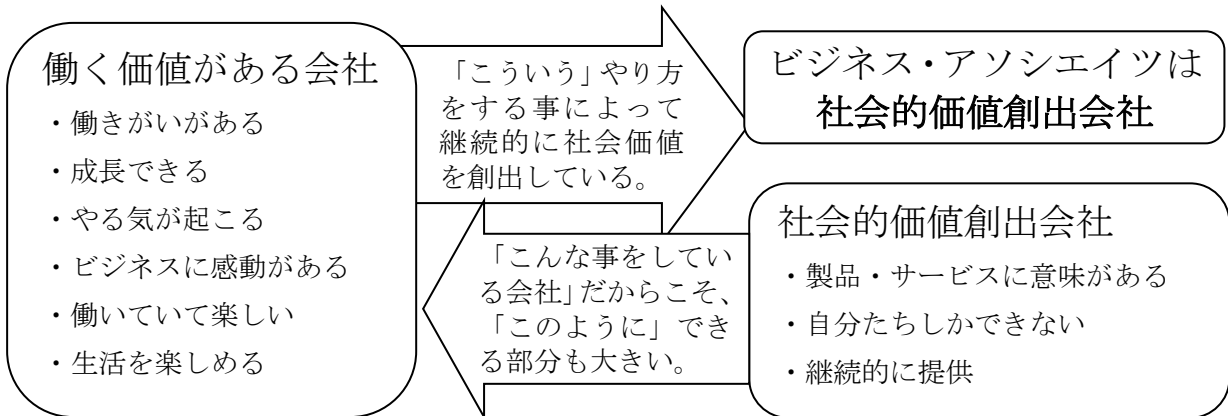 働く価値がある会社
・働きがいがある
・成長できる
・やる気が起こる
・ビジネスに感動がある
・働いていて楽しい
・生活を楽しめる
「こういう」やり方
をする事によって
継続的に社会価値
を創出している。
ビジネス・アソシエイツは
社会的価値創出会社
「こんな事をしてい
る会社」だからこそ、
「このように」でき
る部分も大きい。
社会的価値創出会社
・製品・サービスに意味がある
・自分たちしかできない
・継続的に提供